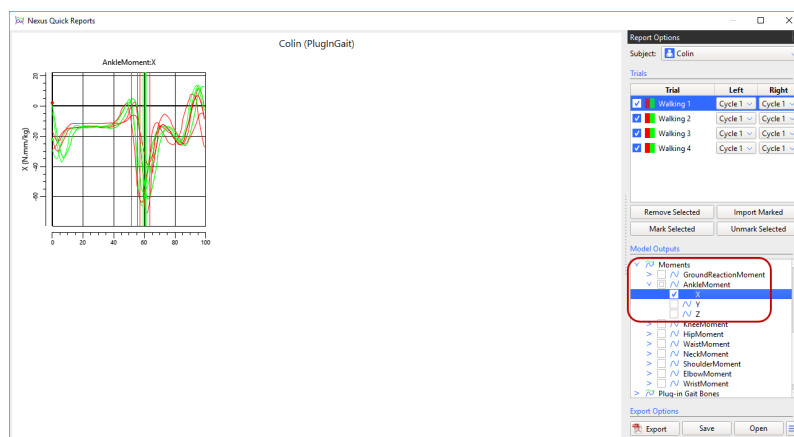 Nexus Quick Reports
Report Options
Colin (PlugInGait)
Subject: Colin
AnkleMoment:X
Trials
Trial Left Right
Walking 1 Cycle 1 Cycle 1
Walking 2 Cycle 1 Cycle 1
Walking 3 Cycle 1 Cycle 1
Walking 4 Cycle 1 Cycle 1
X (N.mm/kg)
20
0
-20
-40
-60
0 20 40 60 80 100
Remove Selected Import Marked
Mark Selected Unmark Selected
Model Outputs
Moments
GroundReactionMoment
AnkleMoment
X
Y
Z
KneeMoment
HipMoment
WaistMoment
NeckMoment
ShoulderMoment
ElbowMoment
WristMoment
Plug-in Gait Bones
Export Options
Export Save Open